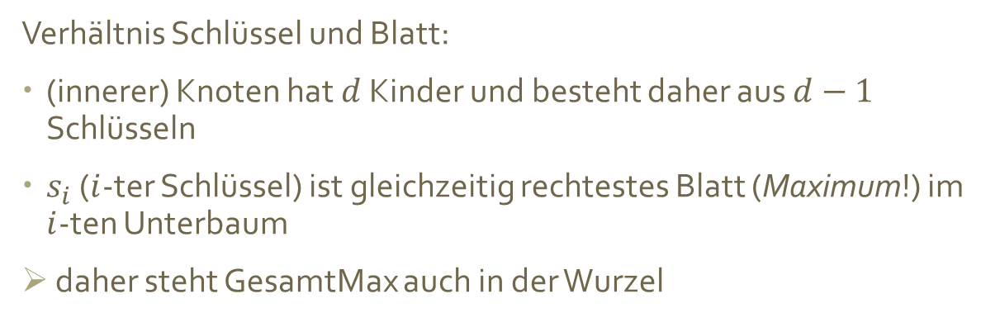 Verhältnis Schlüssel und Blatt:
• (innerer) Knoten hat d Kinder und besteht daher aus d − 1
Schlüsseln
• sᵢ (i-ter Schlüssel) ist gleichzeitig rechtestes Blatt (Maximum!) im
i-ten Unterbaum
➢ daher steht GesamtMax auch in der Wurzel